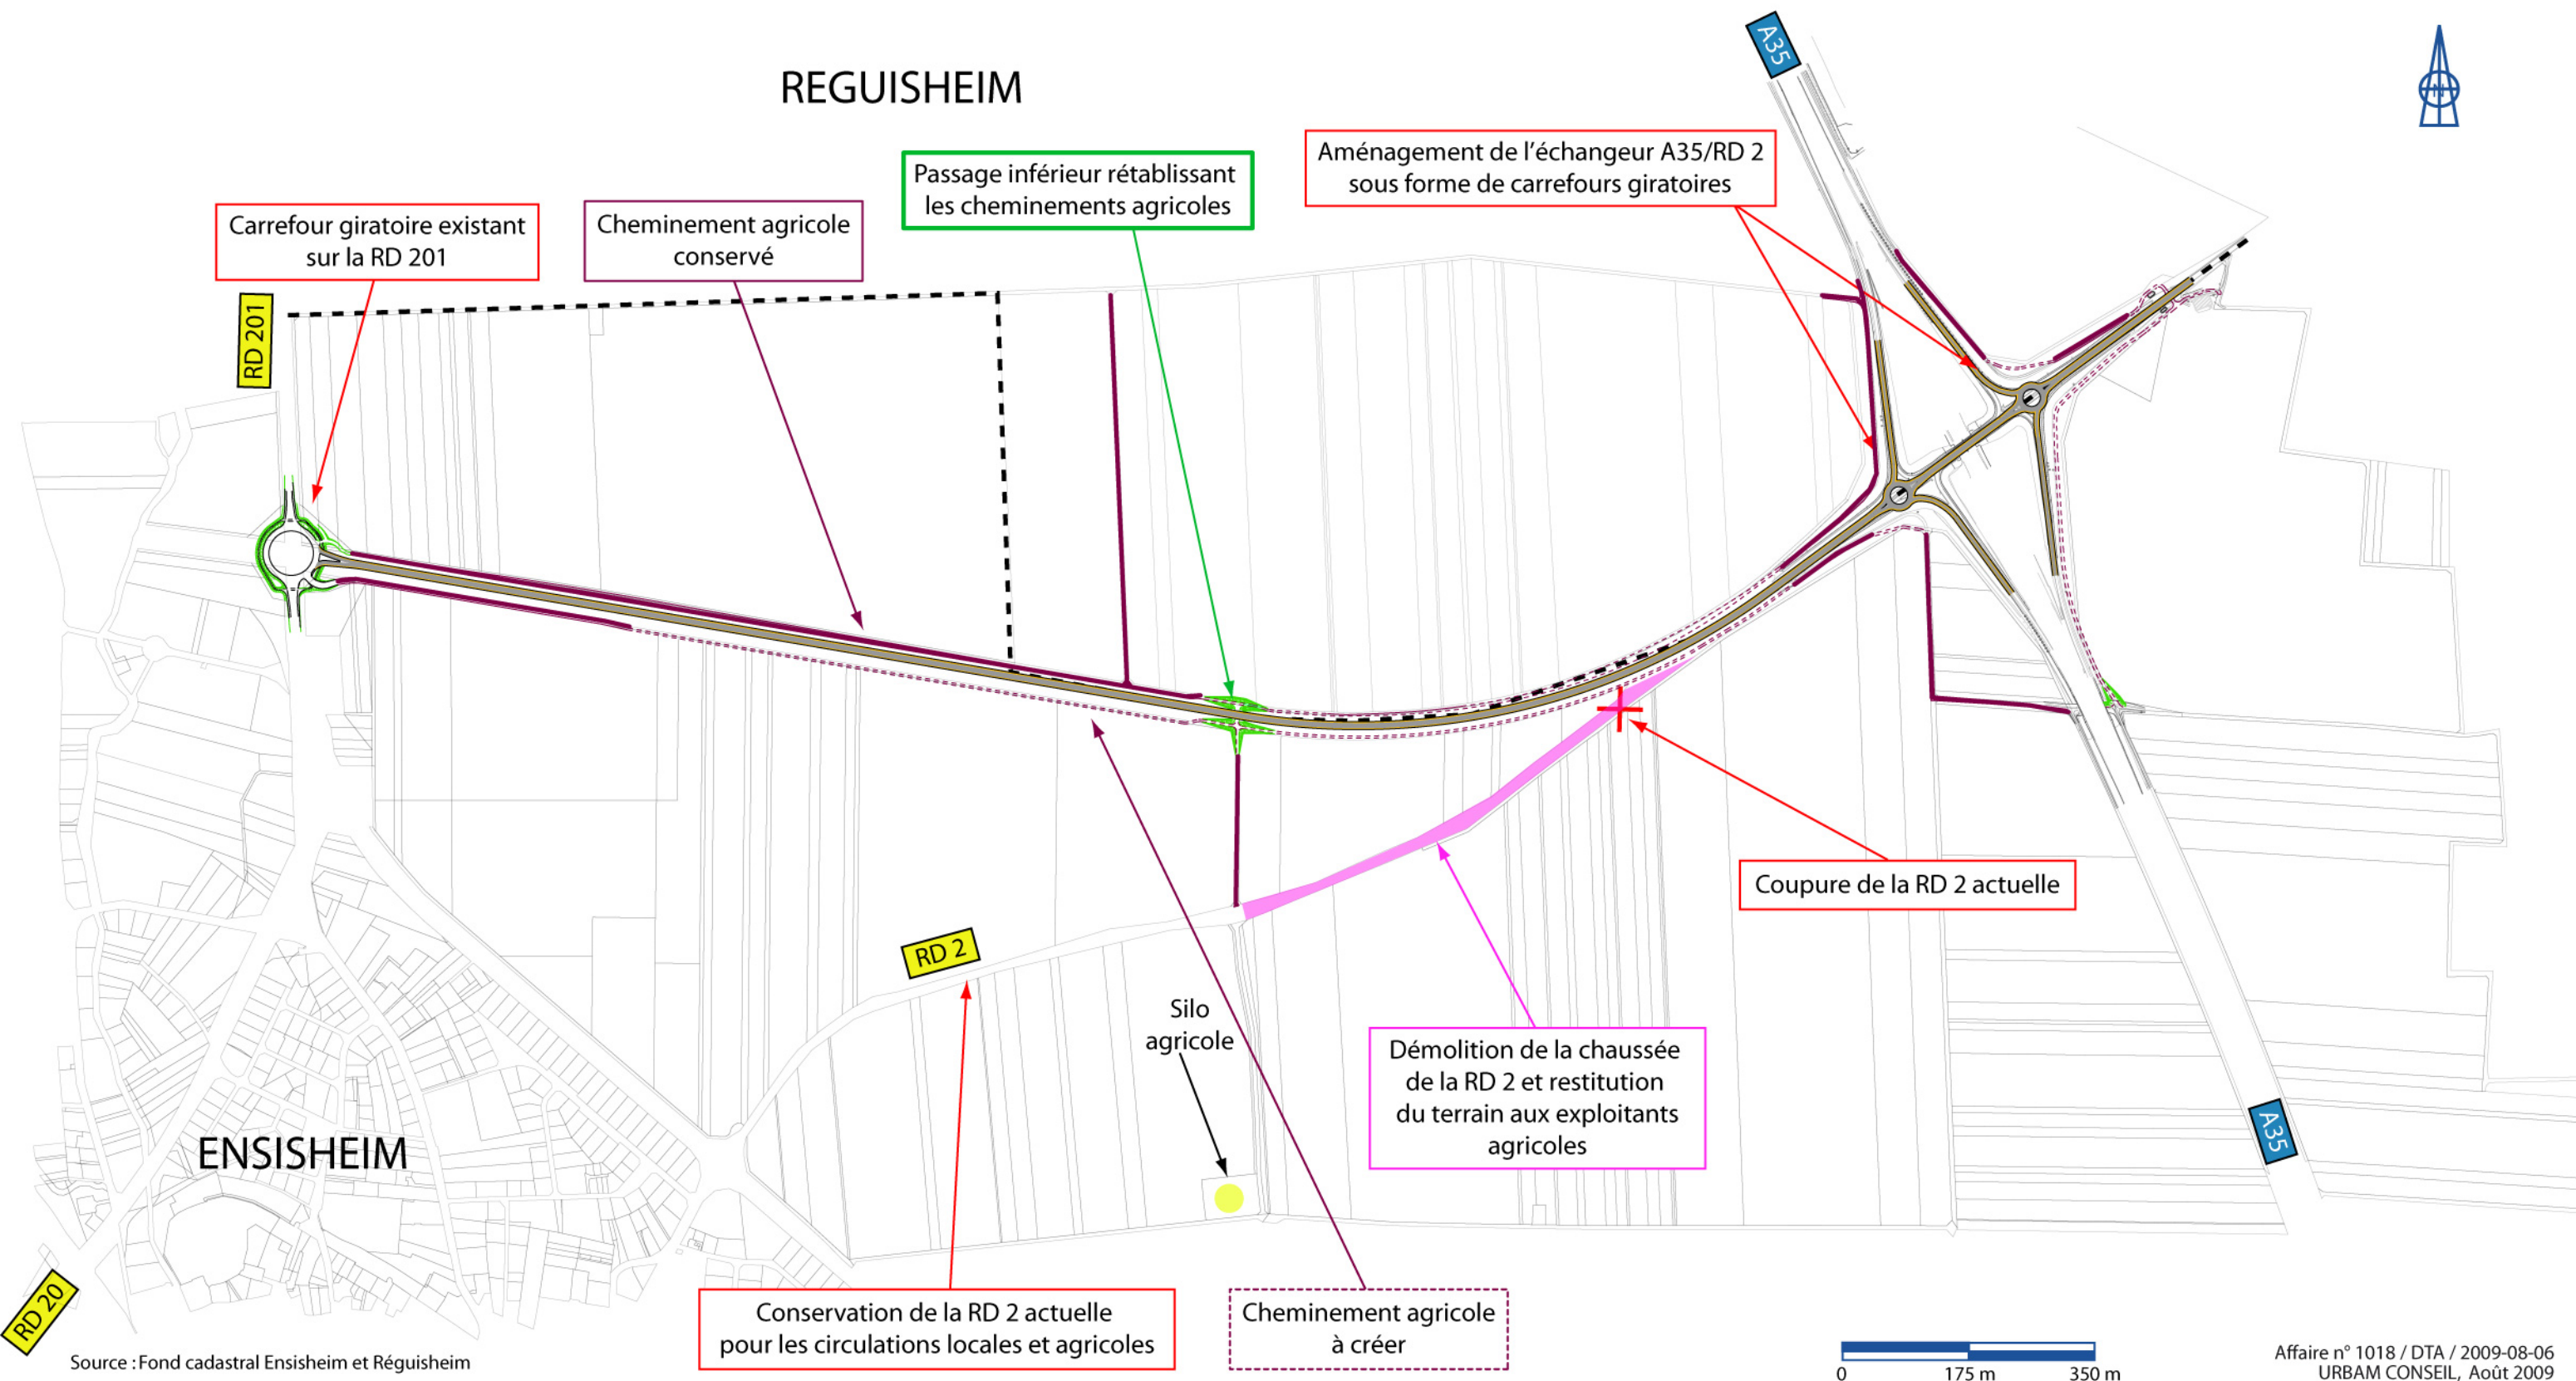 A35
REGUISHEIM
N
Aménagement de l'échangeur A35/RD 2
sous forme de carrefours giratoires
Passage inférieur rétablissant
les cheminements agricoles
Carrefour giratoire existant
sur la RD 201
Cheminement agricole
conservé
RD 201
Coupure de la RD 2 actuelle
RD 2
Silo
agricole
Démolition de la chaussée
de la RD 2 et restitution
du terrain aux exploitants
agricoles
A35
ENSISHEIM
RD 20
Conservation de la RD 2 actuelle
pour les circulations locales et agricoles
Cheminement agricole
à créer
Source : Fond cadastral Ensisheim et Réguisheim
0
175 m
350 m
Affaire n° 1018 / DTA / 2009-08-06
URBAM CONSEIL, Août 2009